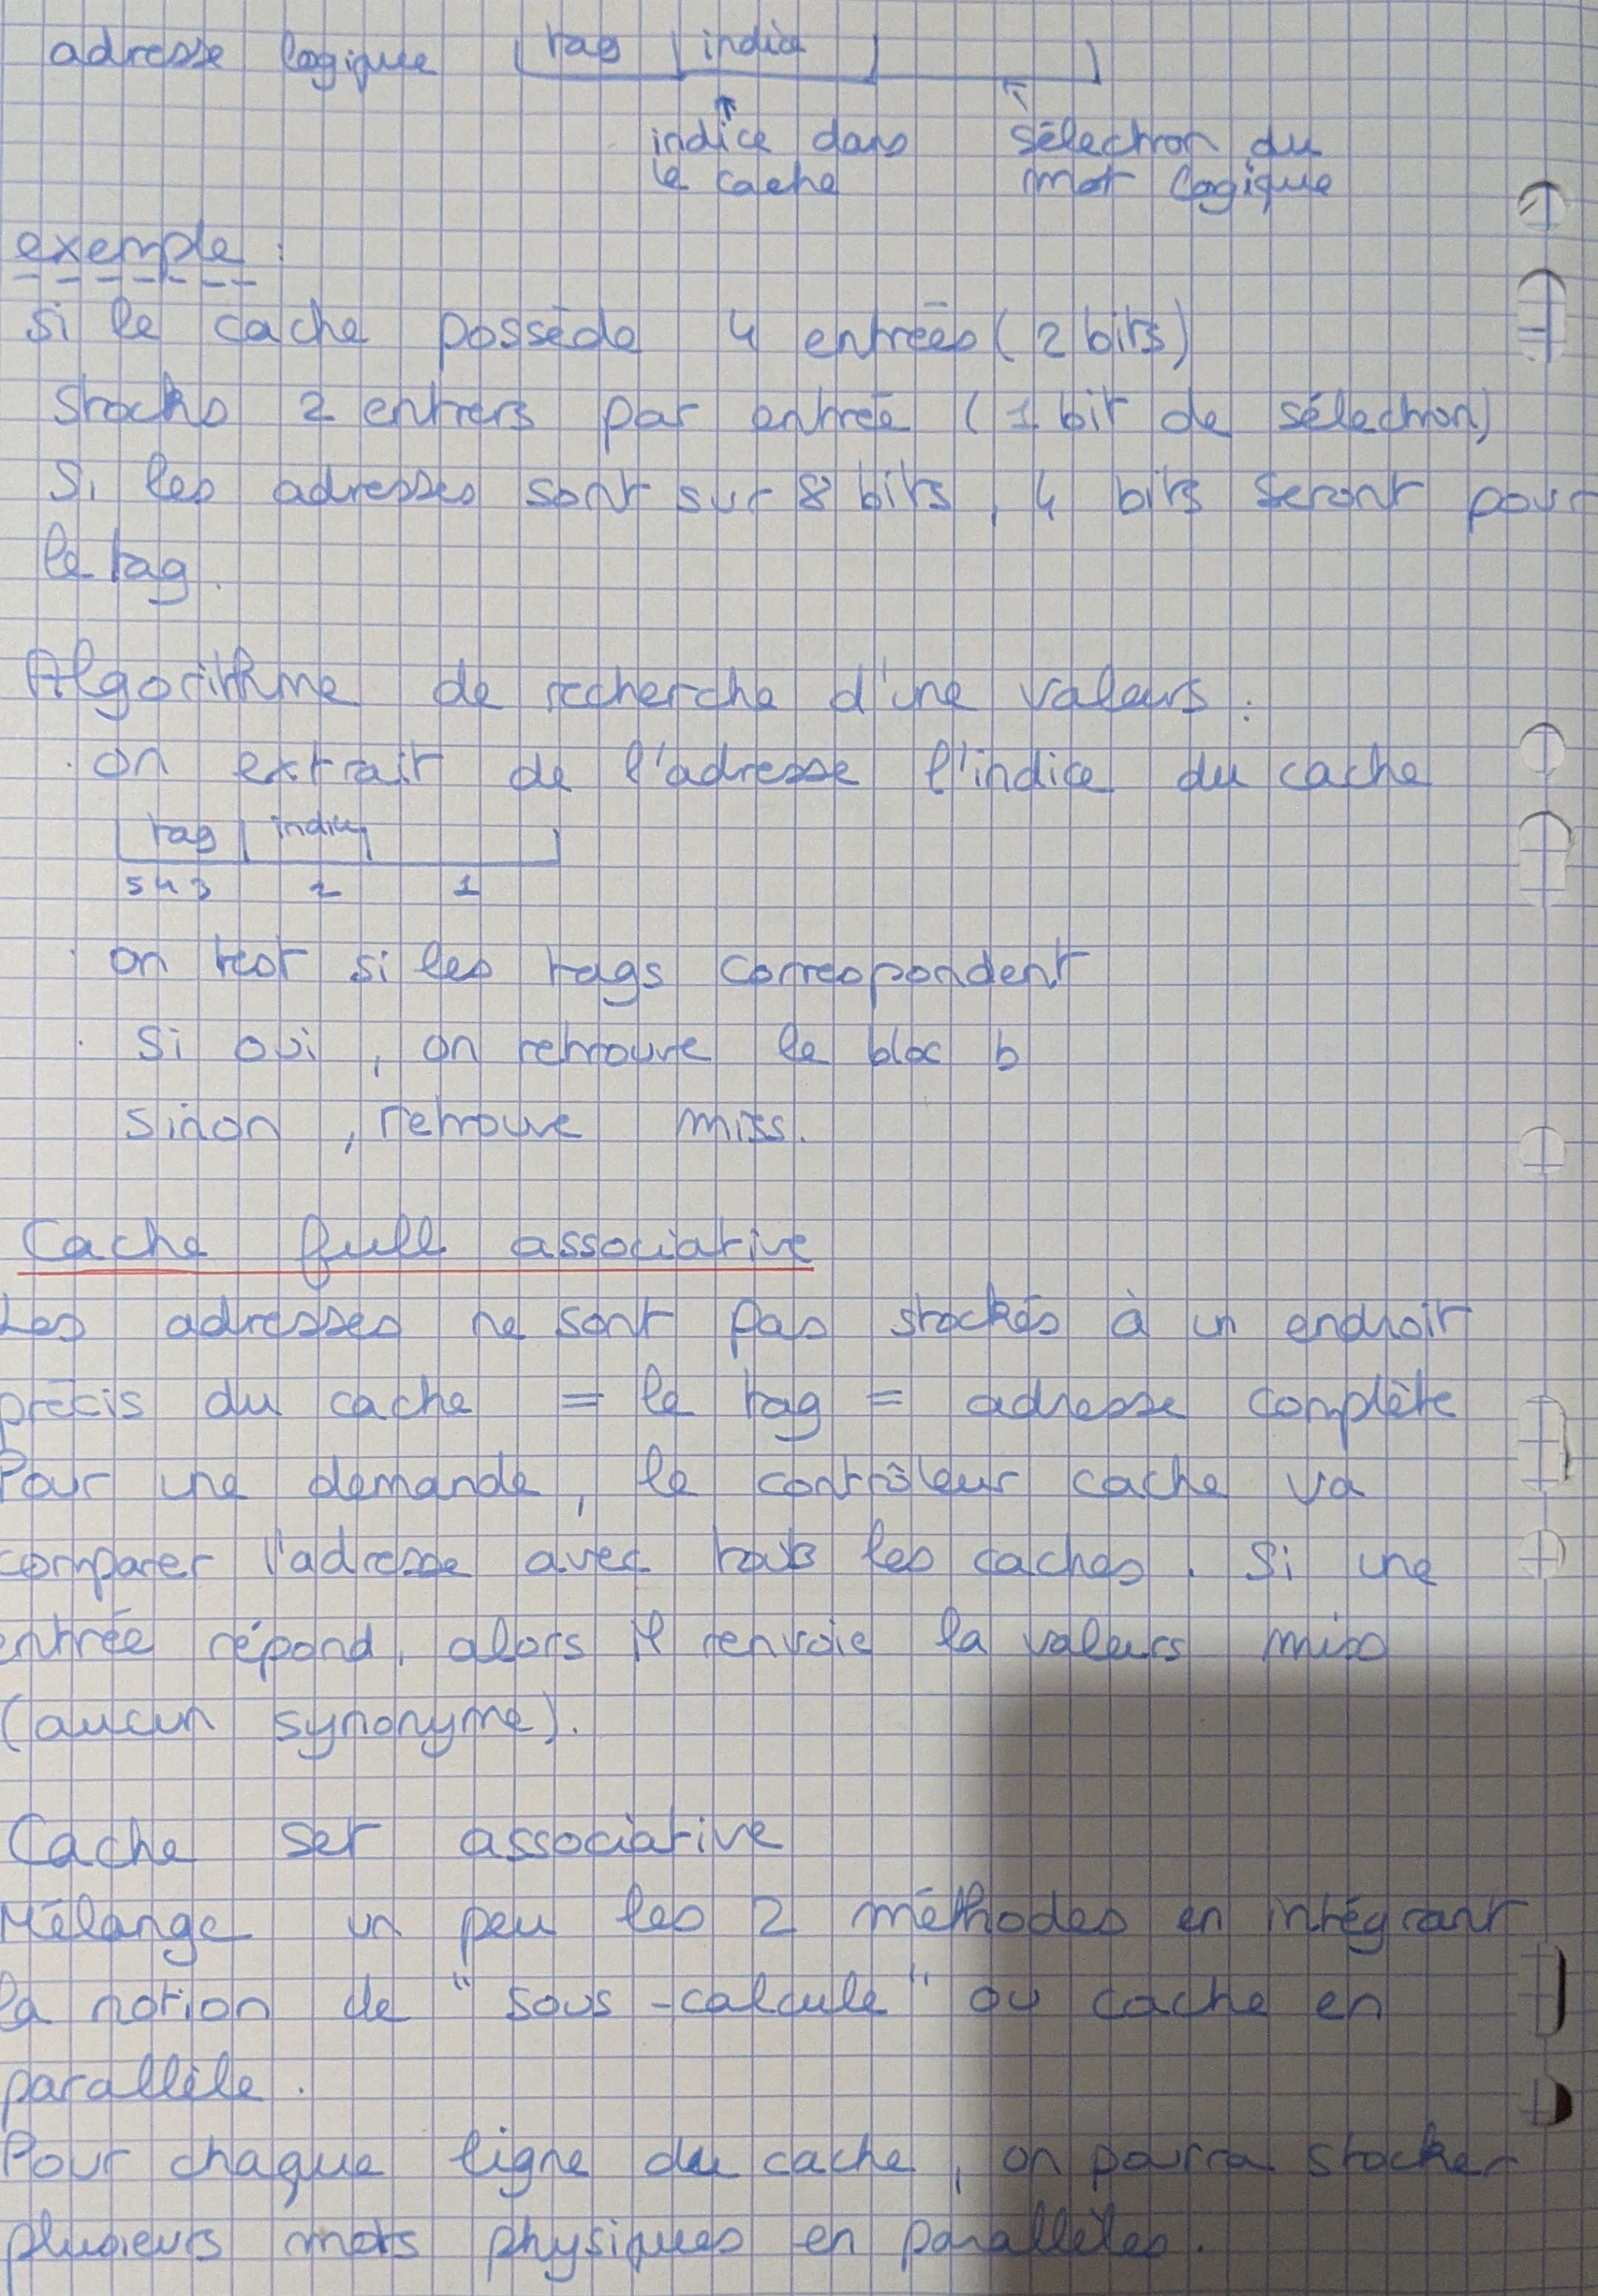 adresse logique tag indice
indice dans sélection du
le cache mot logique
exemple :
Si le cache possède 4 entrées (2 bits)
Stocks 2 entiers par entrée (1 bit de sélection)
Si les adresses sont sur 8 bits, 4 bits seront pour
le tag.
Algorithme de recherche d'une valeurs :
· on extrait de l'adresse l'indice du cache
tag indice
5 4 3 2 1
· on test si les tags correspondent
· Si oui, on retrouve le bloc b
Sinon, retrouve miss.
Cache full associative
Les adresses ne sont pas stockés à un endroit
précis du cache = le tag = adresse complète
Pour une demande, le contrôleur cache va
comparer l'adresse avec les caches. Si une
entrée répond, alors il renvoie la valeurs miss
(aucun synonyme).
Cache set associative
Mélange un peu les 2 méthodes en intégrant
la notion de "sous-calcule" ou cache en
parallèle.
Pour chaque ligne du cache, on pourra stocker
plusieurs mots physiques en parallèles.